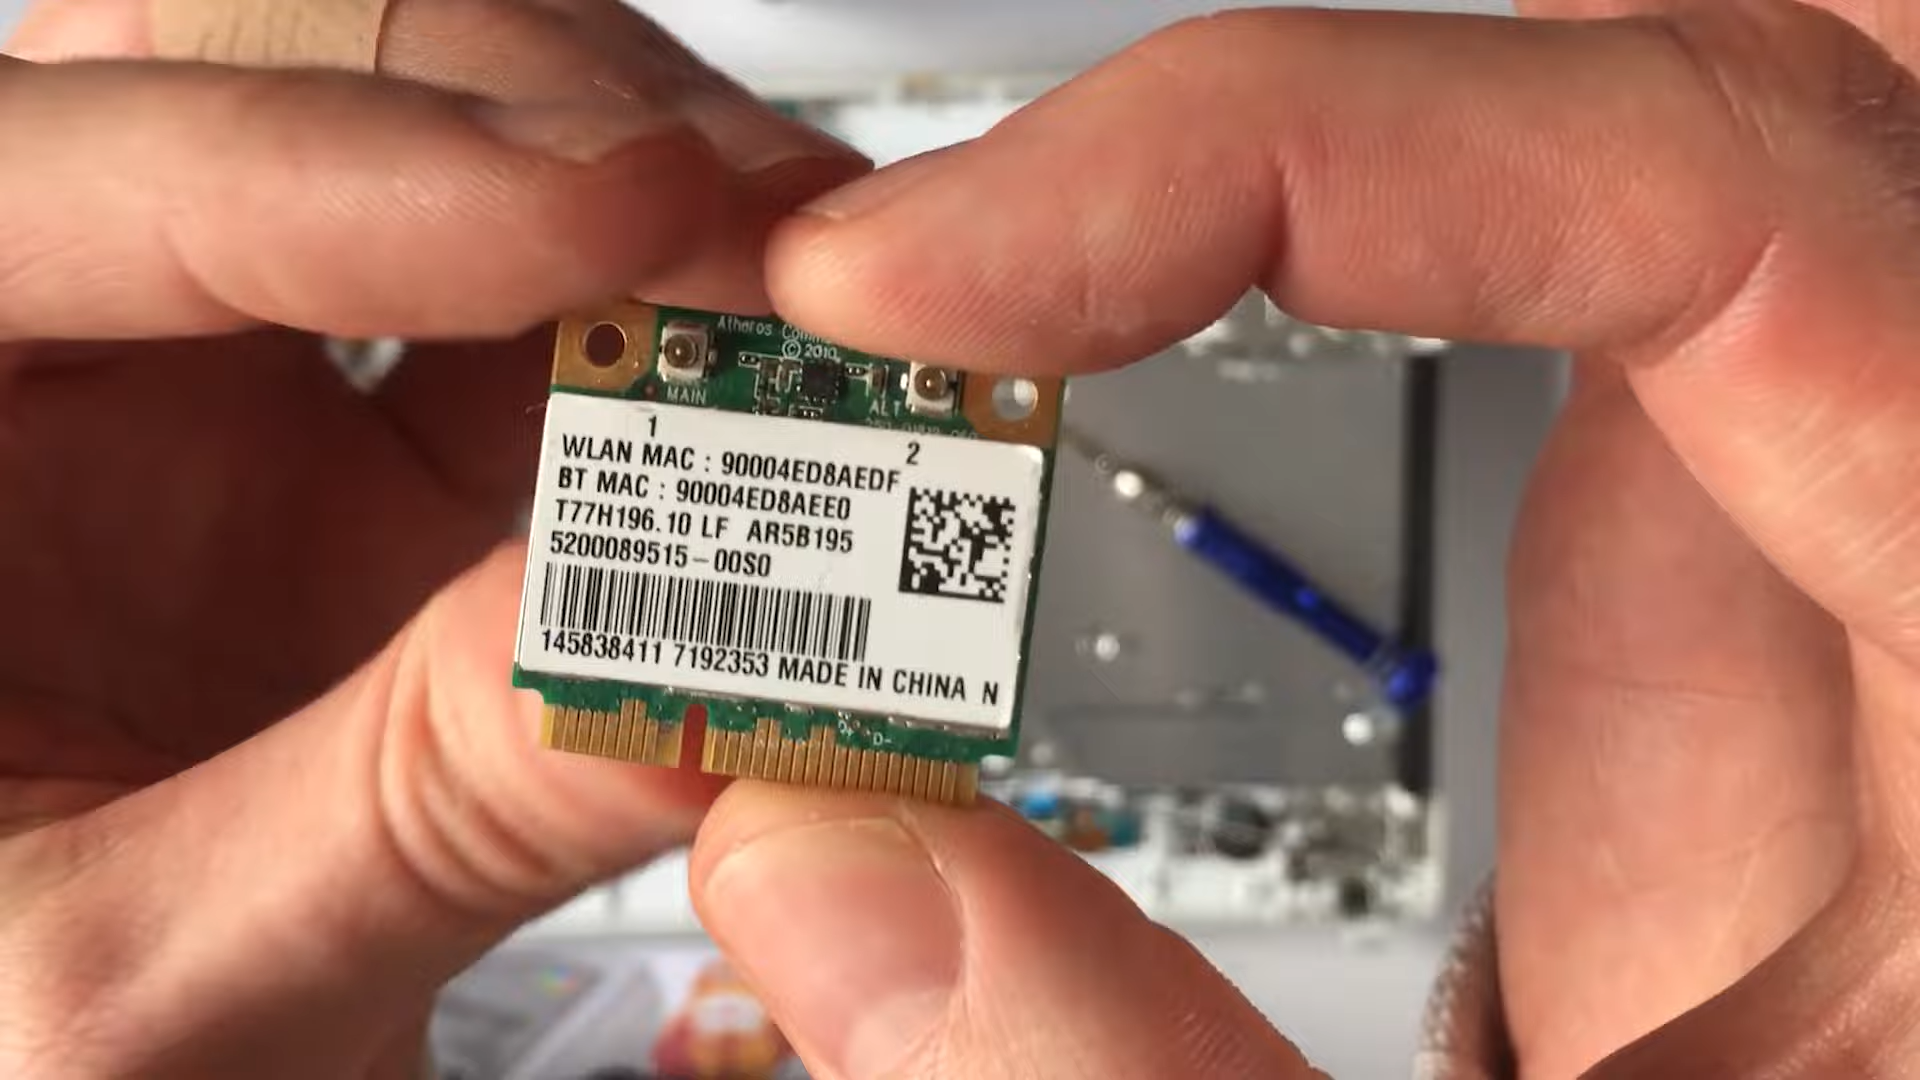 Atheros
© 2010
MAIN
ALT
1
2
WLAN MAC : 90004ED8AEDF
BT MAC : 90004ED8AEE0
T77H196.10 LF AR5B195
5200089515-00S0
145838411 7192353 MADE IN CHINA N
D+ D-